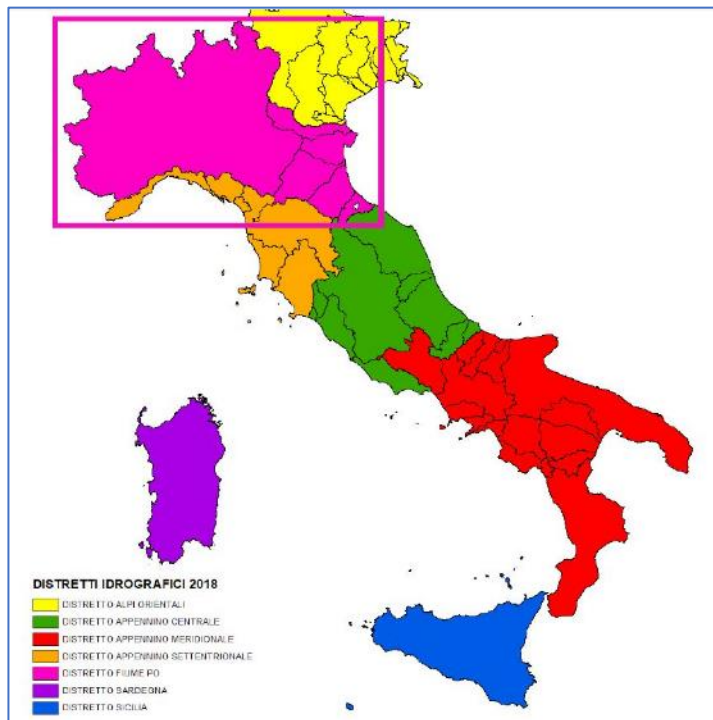 DISTRETTI IDROGRAFICI 2018
DISTRETTO ALPI ORIENTALI
DISTRETTO APPENNINO CENTRALE
DISTRETTO APPENNINO MERIDIONALE
DISTRETTO APPENNINO SETTENTRIONALE
DISTRETTO FIUME PO
DISTRETTO SARDEGNA
DISTRETTO SICILIA